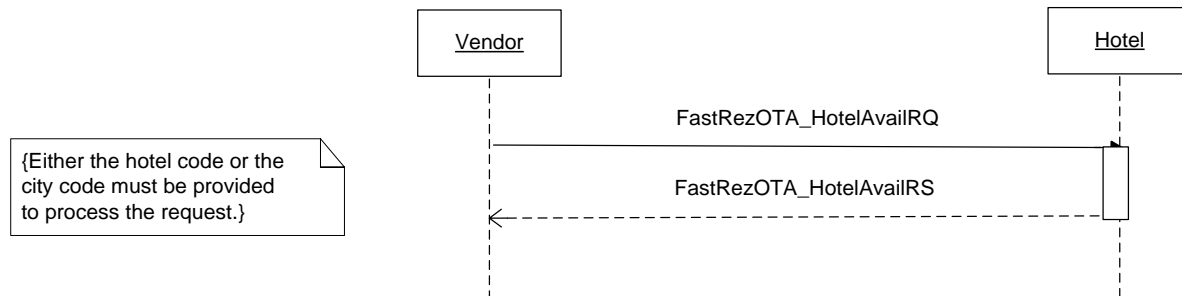 Vendor
Hotel
FastRezOTA_HotelAvailRQ
{Either the hotel code or the
city code must be provided
to process the request.}
FastRezOTA_HotelAvailRS